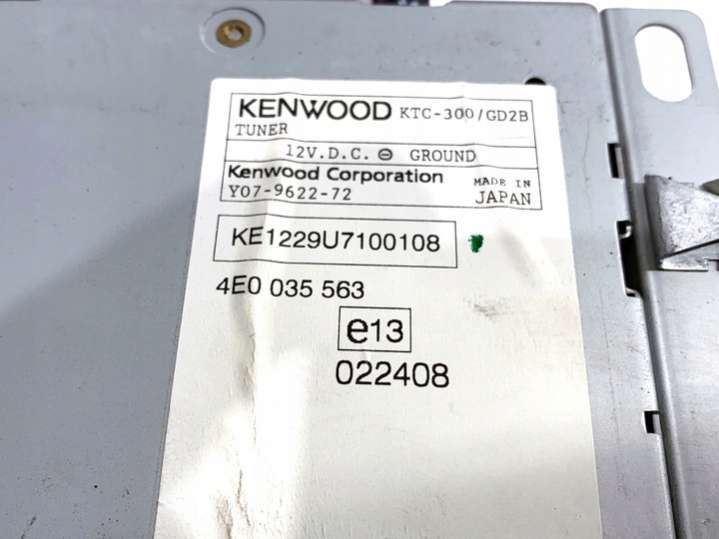 KENWOOD KTC-300/GD2B
TUNER
12V.D.C. ⊖ GROUND
Kenwood Corporation MADE IN
Y07-9622-72 JAPAN
KE1229U7100108
4E0 035 563
e13
022408